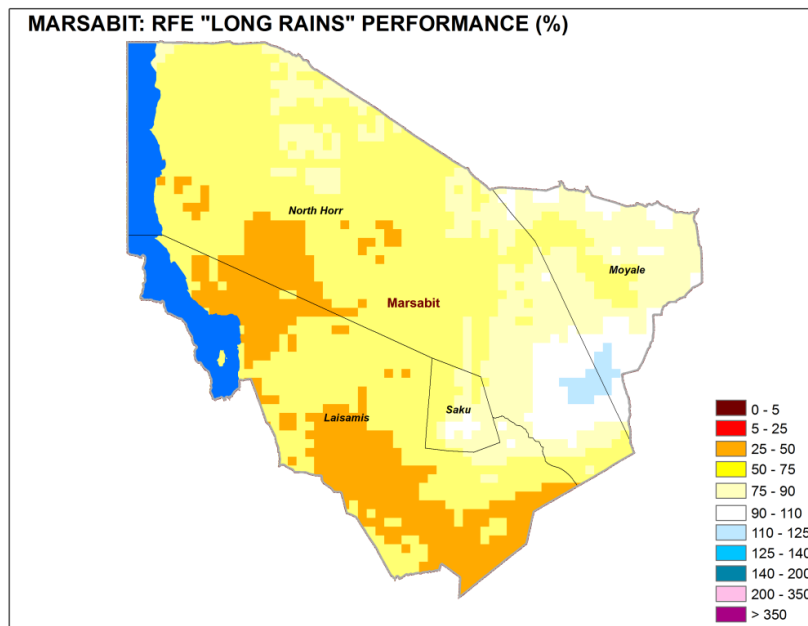 MARSABIT: RFE "LONG RAINS" PERFORMANCE (%)
North Horr
Moyale
Marsabit
Laisamis
Saku
0 - 5
5 - 25
25 - 50
50 - 75
75 - 90
90 - 110
110 - 125
125 - 140
140 - 200
200 - 350
> 350